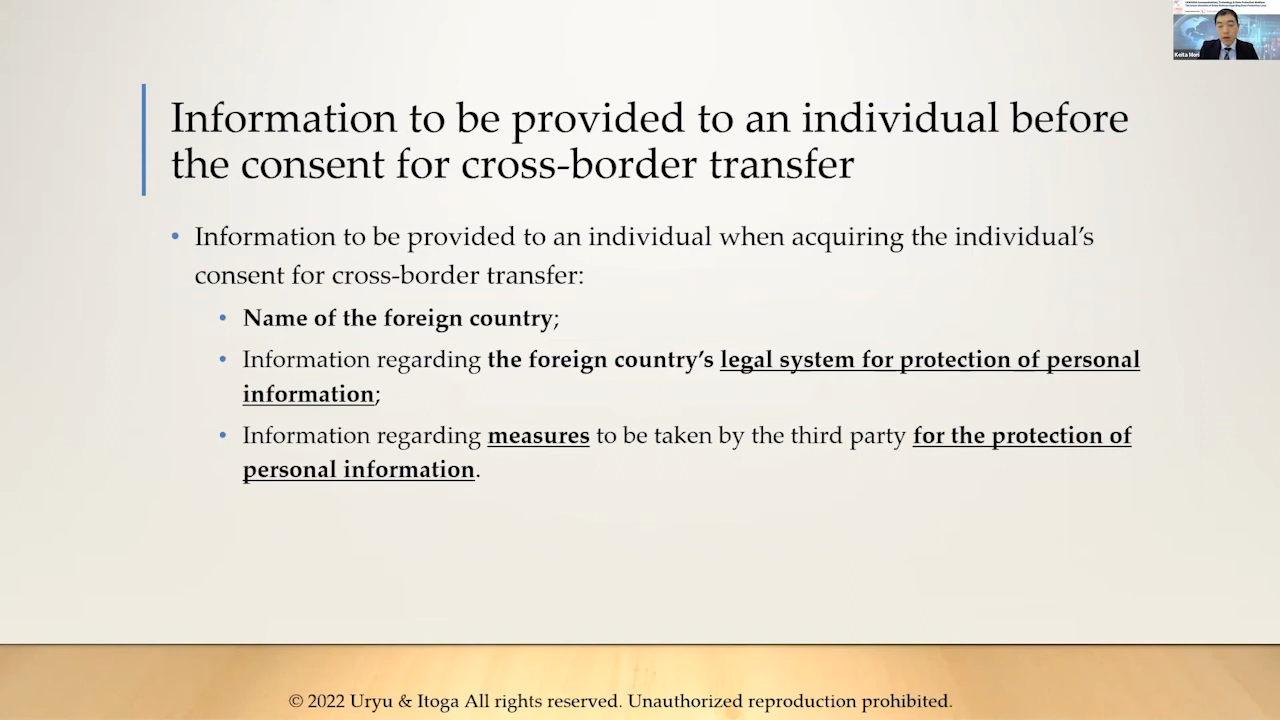 Keita Mori
Information to be provided to an individual before
the consent for cross-border transfer
• Information to be provided to an individual when acquiring the individual’s
consent for cross-border transfer:
• Name of the foreign country;
• Information regarding the foreign country’s legal system for protection of personal
information;
• Information regarding measures to be taken by the third party for the protection of
personal information.
© 2022 Uryu & Itoga All rights reserved. Unauthorized reproduction prohibited.